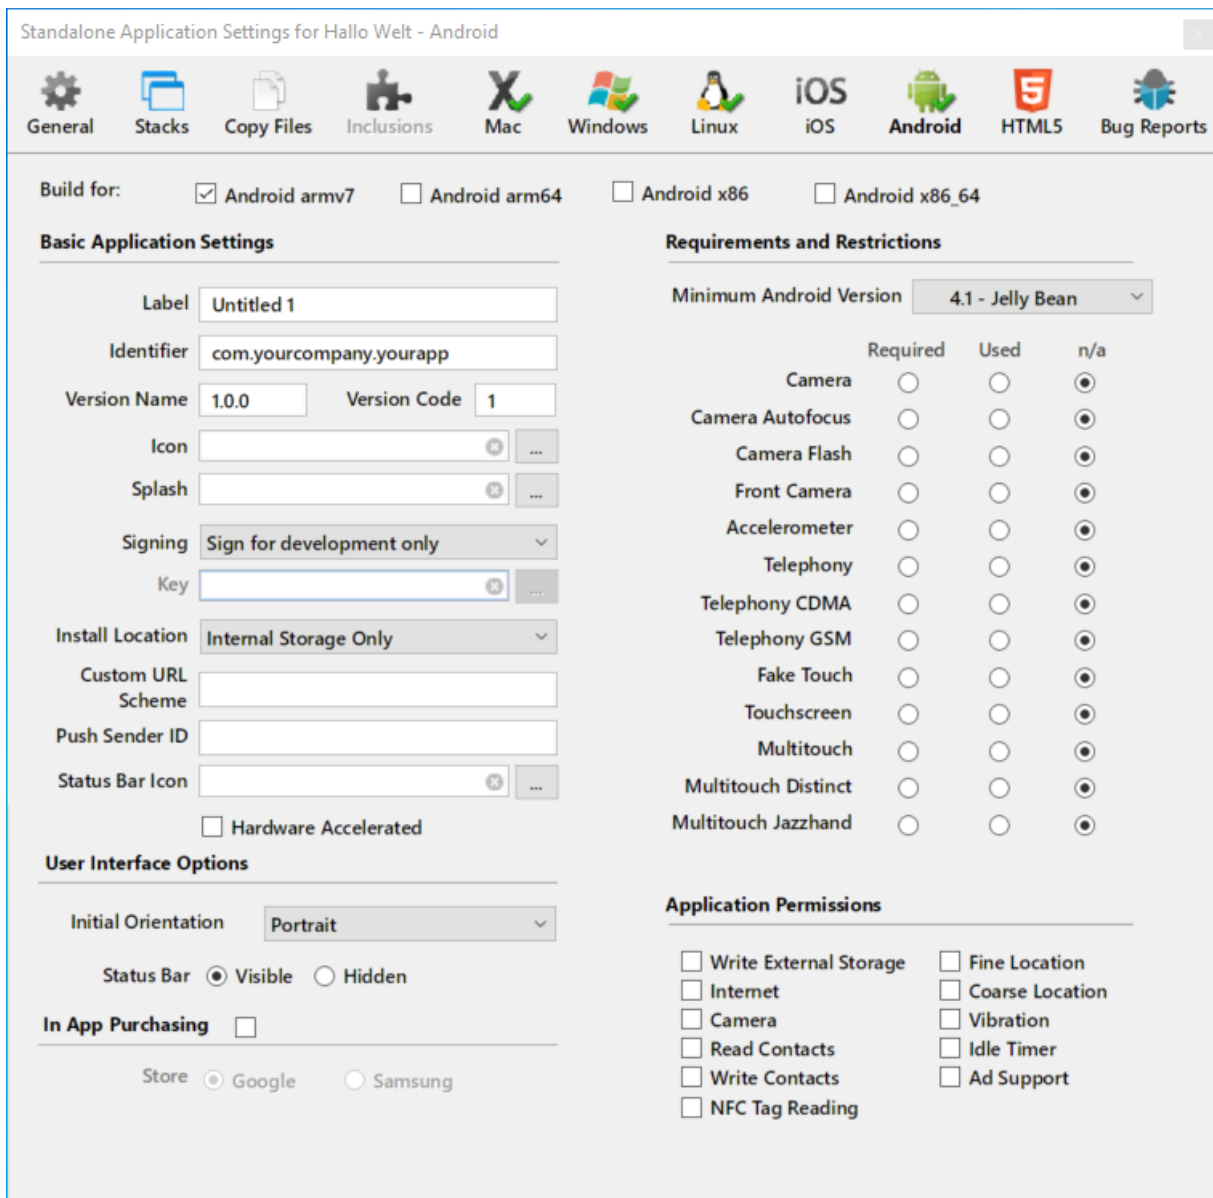 Standalone Application Settings for Hallo Welt - Android
x
iOS
5
General Stacks Copy Files Inclusions Mac Windows Linux iOS Android HTML5 Bug Reports
Build for: Android armv7 Android arm64 Android x86 Android x86_64
Basic Application Settings
Label Untitled 1
Identifier com.yourcompany.yourapp
Version Name 1.0.0 Version Code 1
Icon ...
Splash ...
Signing Sign for development only
Key ...
Install Location Internal Storage Only
Custom URL
Scheme
Push Sender ID
Status Bar Icon ...
Hardware Accelerated
User Interface Options
Initial Orientation Portrait
Status Bar Visible Hidden
In App Purchasing
Store Google Samsung
Requirements and Restrictions
Minimum Android Version 4.1 - Jelly Bean
Required Used n/a
Camera
Camera Autofocus
Camera Flash
Front Camera
Accelerometer
Telephony
Telephony CDMA
Telephony GSM
Fake Touch
Touchscreen
Multitouch
Multitouch Distinct
Multitouch Jazzhand
Application Permissions
Write External Storage Fine Location
Internet Coarse Location
Camera Vibration
Read Contacts Idle Timer
Write Contacts Ad Support
NFC Tag Reading